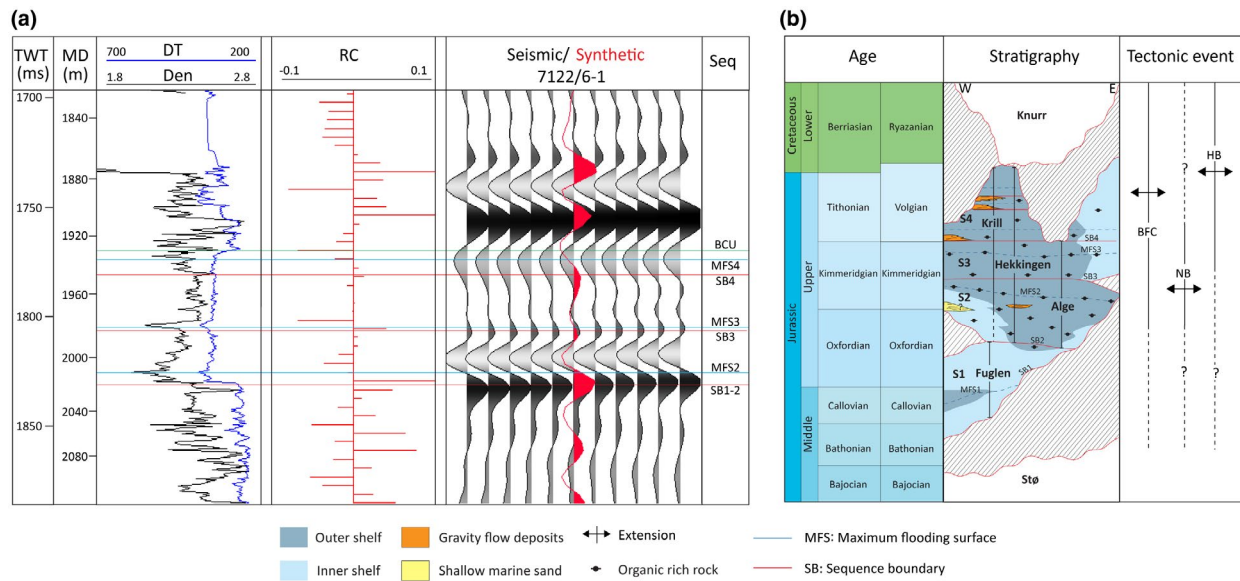 (a)
TWT (ms)
MD (m)
700 DT 200
1.8 Den 2.8
RC
-0.1 0.1
Seismic/ Synthetic
7122/6-1
Seq
1700
1750
1800
1850
1840
1880
1920
1960
2000
2040
2080
BCU
MFS4
SB4
MFS3
SB3
MFS2
SB1-2
(b)
Age
Stratigraphy
Tectonic event
Cretaceous
Lower
Berriasian
Ryazanian
Jurassic
Upper
Tithonian
Volgian
Kimmeridgian
Kimmeridgian
Oxfordian
Oxfordian
Middle
Callovian
Callovian
Bathonian
Bathonian
Bajocian
Bajocian
W
E
Knurr
S4
Krill
SB4
MFS3
S3
Hekkingen
SB3
MFS2
S2
?
Alge
SB2
S1
Fuglen
SB1
MFS1
Stø
HB
?
BFC
NB
?
?
Outer shelf
Gravity flow deposits
Extension
MFS: Maximum flooding surface
Inner shelf
Shallow marine sand
Organic rich rock
SB: Sequence boundary